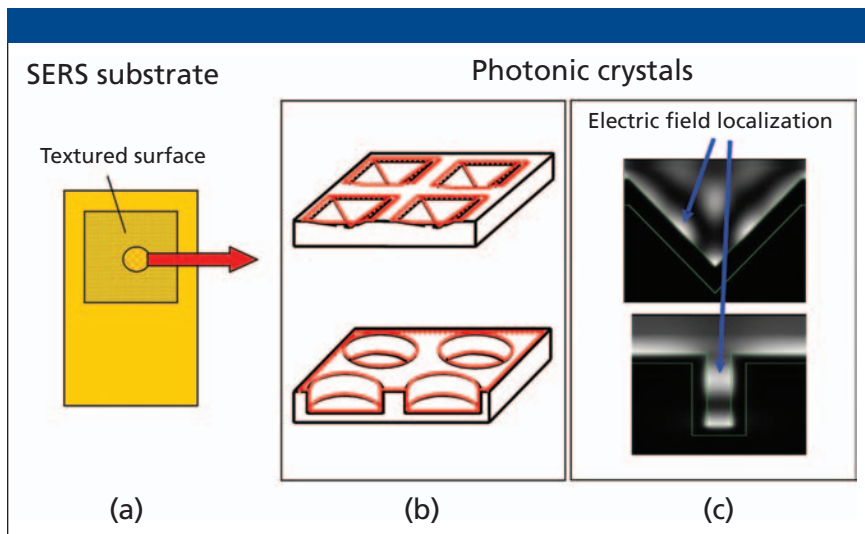 SERS substrate
Photonic crystals
Textured surface
Electric field localization
(a)
(b)
(c)